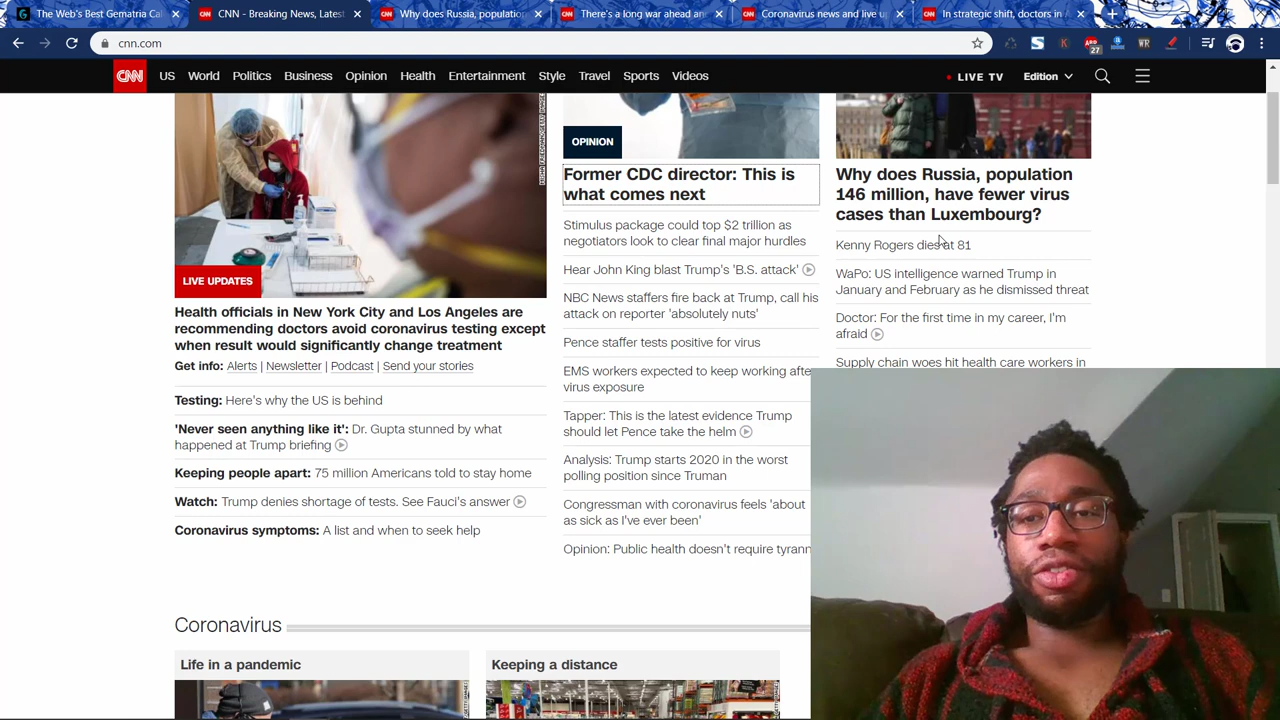 The Web's Best Gematria Cal
CNN - Breaking News, Latest
Why does Russia, population
There's a long war ahead an
Coronavirus news and live u
In strategic shift, doctors in A
cnn.com
27
WR
CNN US World Politics Business Opinion Health Entertainment Style Travel Sports Videos LIVE TV Edition
LIVE UPDATES
Health officials in New York City and Los Angeles are
recommending doctors avoid coronavirus testing except
when result would significantly change treatment
Get info: Alerts | Newsletter | Podcast | Send your stories
Testing: Here's why the US is behind
'Never seen anything like it': Dr. Gupta stunned by what
happened at Trump briefing
Keeping people apart: 75 million Americans told to stay home
Watch: Trump denies shortage of tests. See Fauci's answer
Coronavirus symptoms: A list and when to seek help
OPINION
Former CDC director: This is
what comes next
Stimulus package could top $2 trillion as
negotiators look to clear final major hurdles
Hear John King blast Trump's 'B.S. attack'
NBC News staffers fire back at Trump, call his
attack on reporter 'absolutely nuts'
Pence staffer tests positive for virus
EMS workers expected to keep working afte
virus exposure
Tapper: This is the latest evidence Trump
should let Pence take the helm
Analysis: Trump starts 2020 in the worst
polling position since Truman
Congressman with coronavirus feels 'about
as sick as I've ever been'
Opinion: Public health doesn't require tyrann
Why does Russia, population
146 million, have fewer virus
cases than Luxembourg?
Kenny Rogers dies at 81
WaPo: US intelligence warned Trump in
January and February as he dismissed threat
Doctor: For the first time in my career, I'm
afraid
Supply chain woes hit health care workers in
Coronavirus
Life in a pandemic
Keeping a distance